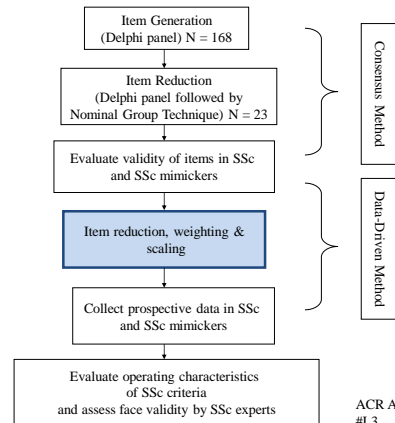 Item Generation
(Delphi panel) N = 168
Item Reduction
(Delphi panel followed by
Nominal Group Technique) N = 23
Evaluate validity of items in SSc
and SSc mimickers
Item reduction, weighting &
scaling
Collect prospective data in SSc
and SSc mimickers
Evaluate operating characteristics
of SSc criteria
and assess face validity by SSc experts
Consensus Method
Data-Driven Method
ACR A
#L3